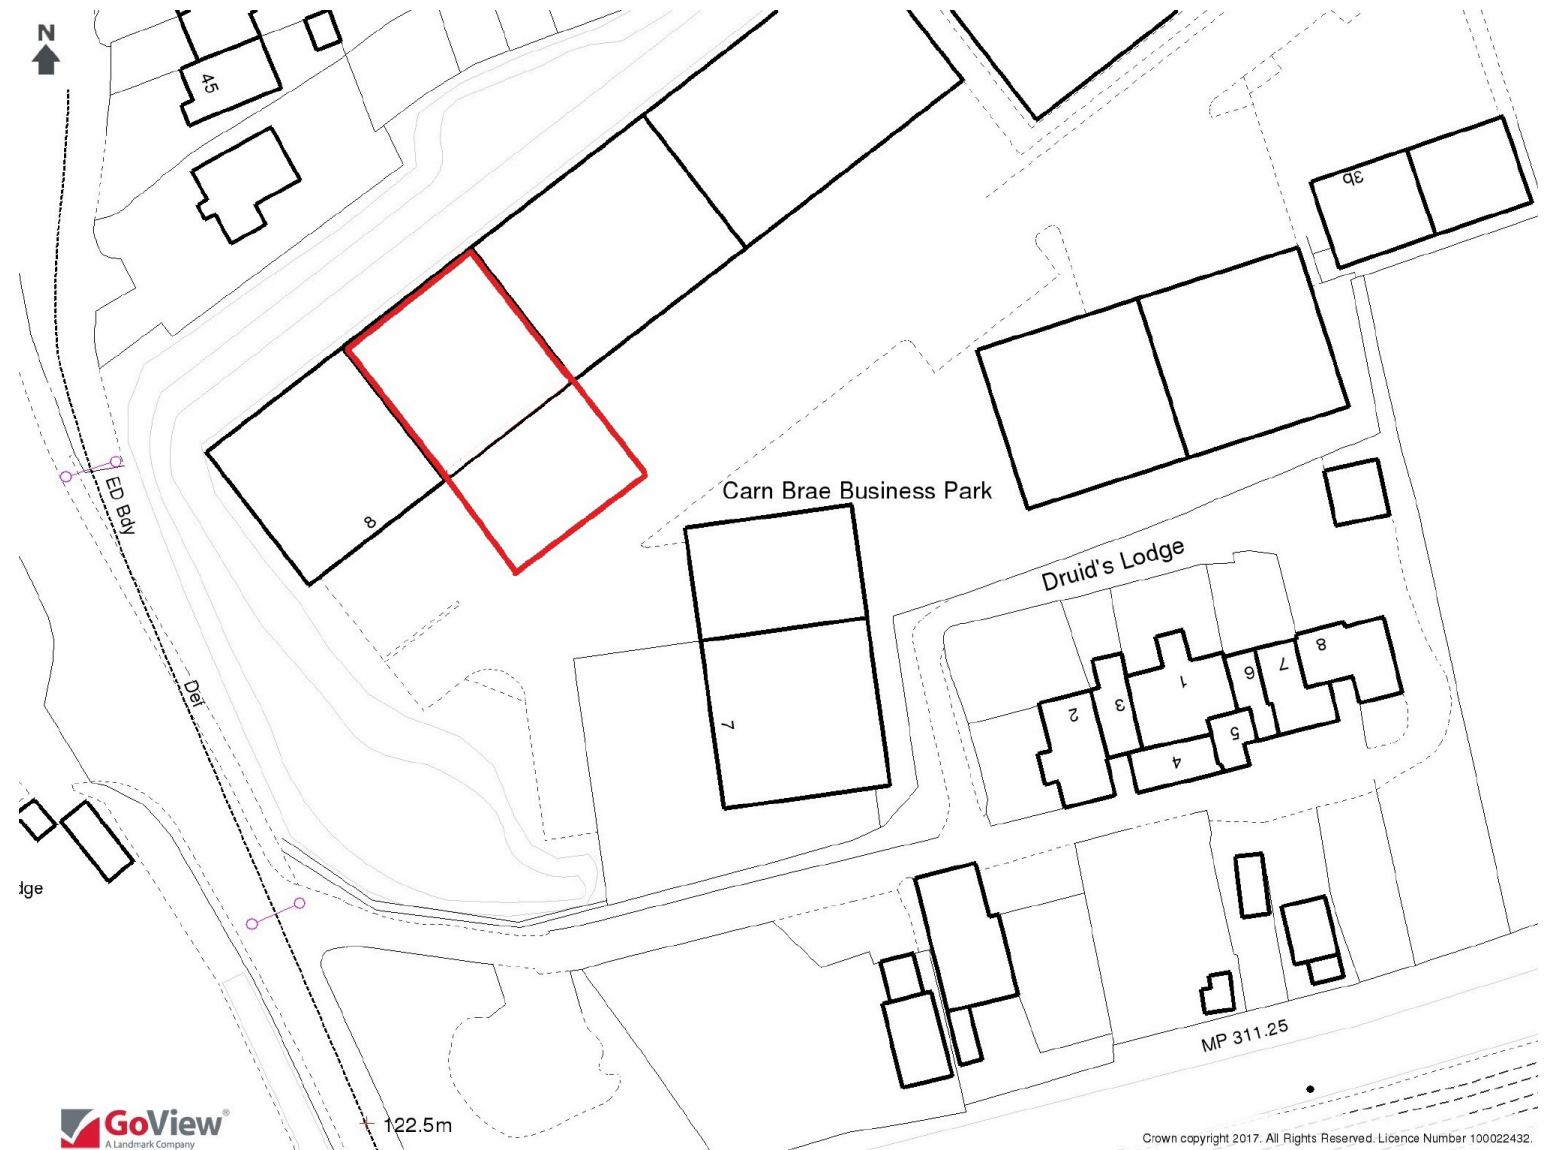 N
45
3b
8
Carn Brae Business Park
ED Bdy
Druid's Lodge
8
7
6
1
3
2
5
4
7
Def
dge
MP 311.25
122.5m
GoView®
A Landmark Company
Crown copyright 2017. All Rights Reserved. Licence Number 100022432.